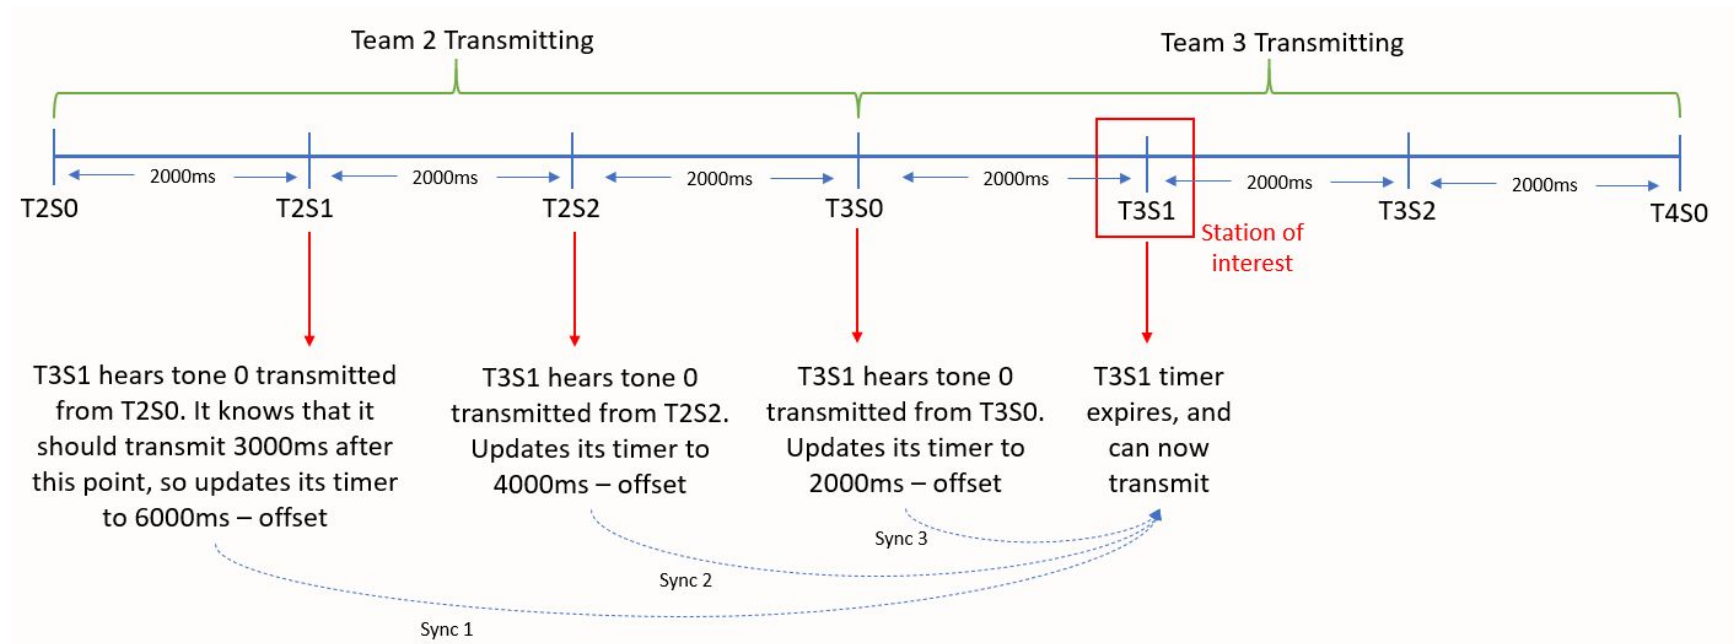 Team 2 Transmitting
Team 3 Transmitting
2000ms
2000ms
2000ms
2000ms
2000ms
2000ms
T2S0
T2S1
T2S2
T3S0
T3S1
T3S2
T4S0
Station of
interest
T3S1 hears tone 0 transmitted
from T2S0. It knows that it
should transmit 3000ms after
this point, so updates its timer
to 6000ms – offset
T3S1 hears tone 0
transmitted from T2S2.
Updates its timer to
4000ms – offset
T3S1 hears tone 0
transmitted from T3S0.
Updates its timer to
2000ms – offset
T3S1 timer
expires, and
can now
transmit
Sync 3
Sync 2
Sync 1